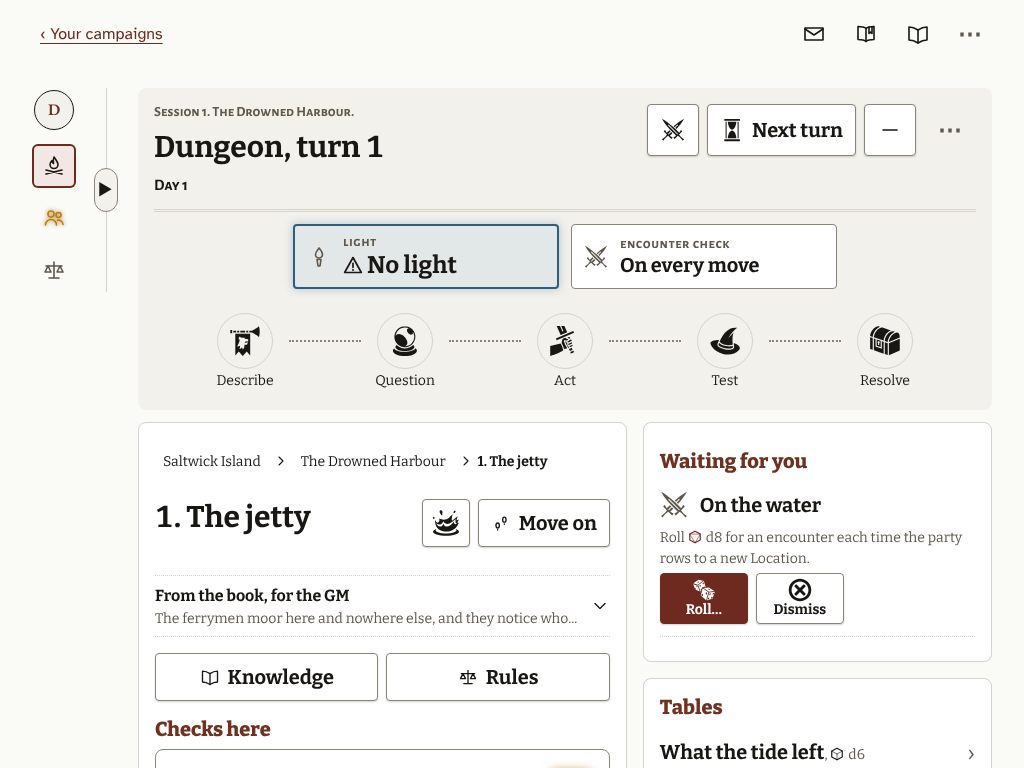 ‹ Your campaigns
D
Session 1. The Drowned Harbour.
Dungeon, turn 1
Day 1
Next turn
LIGHT
No light
ENCOUNTER CHECK
On every move
Describe
Question
Act
Test
Resolve
Saltwick Island
The Drowned Harbour
1. The jetty
1. The jetty
Move on
From the book, for the GM
The ferrymen moor here and nowhere else, and they notice who...
Knowledge
Rules
Checks here
Waiting for you
On the water
Roll d8 for an encounter each time the party
rows to a new Location.
Roll...
Dismiss
Tables
What the tide left, d6